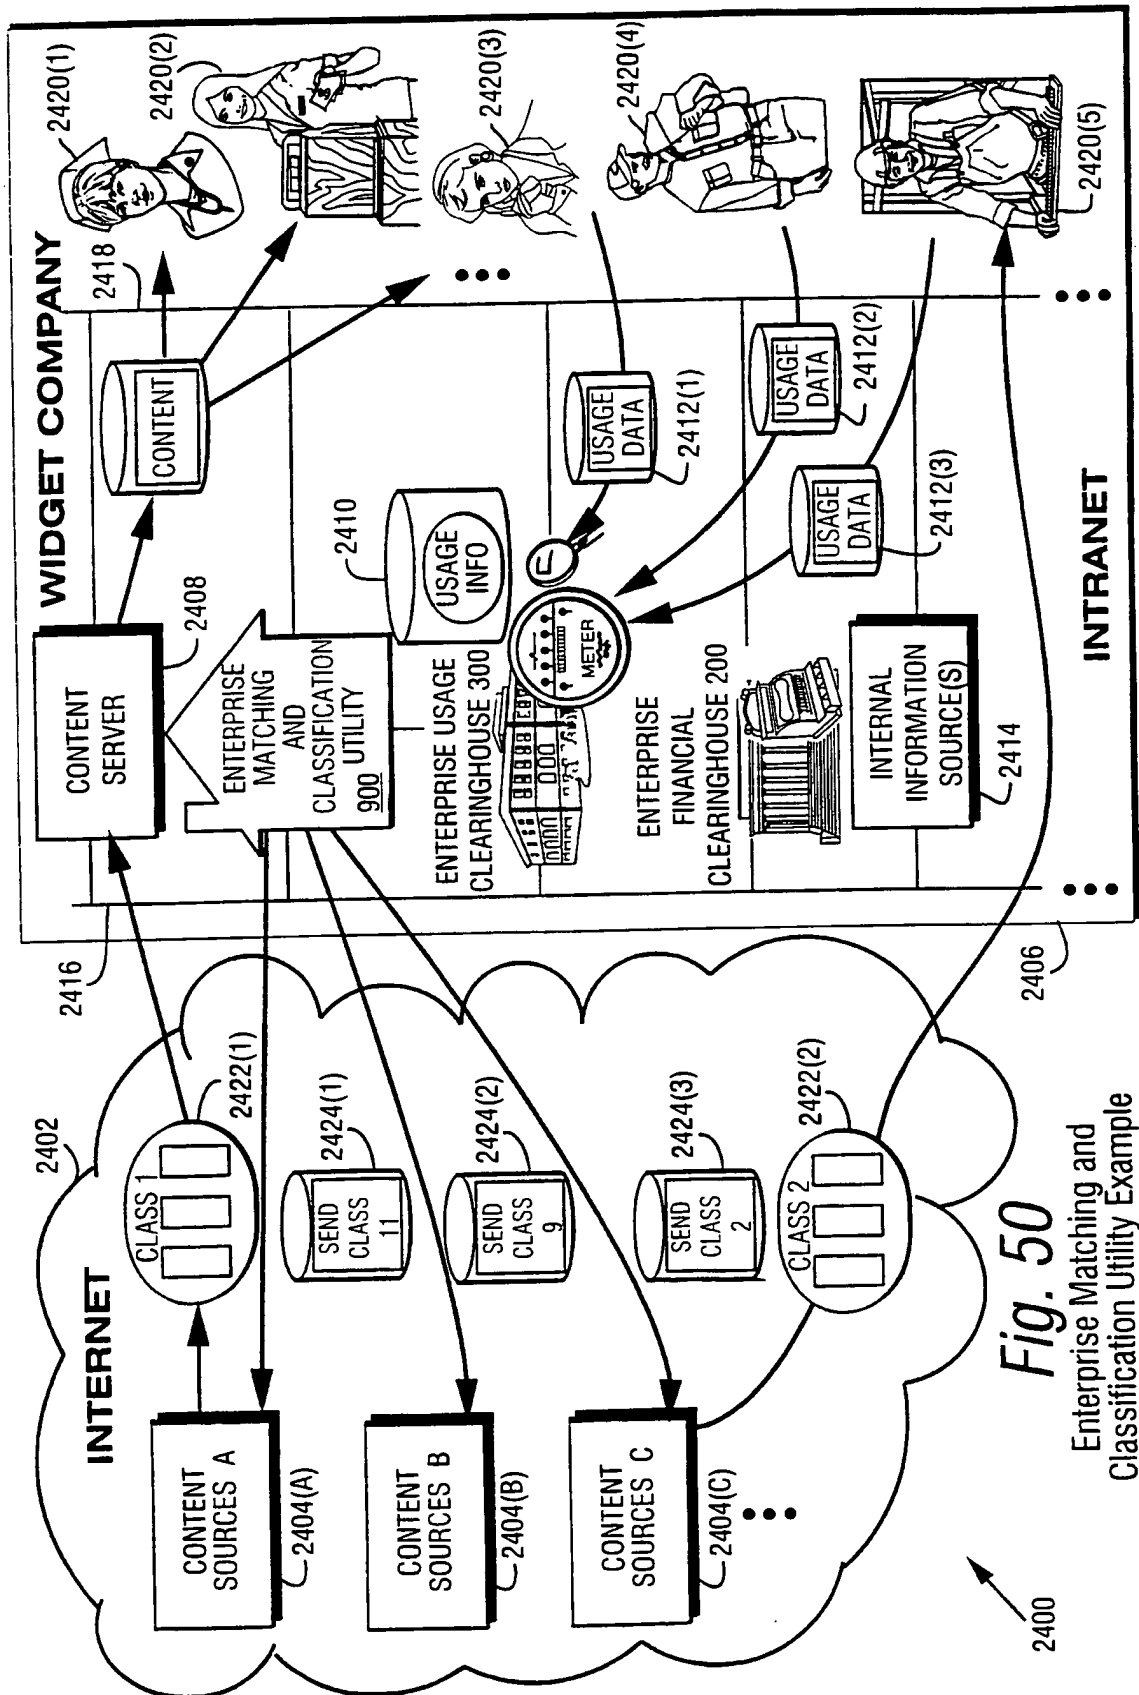 WIDGET COMPANY
2420(1)
2420(2)
2420(3)
2420(4)
2420(5)
2418
CONTENT
SERVER
2408
CONTENT
ENTERPRISE
MATCHING
AND
CLASSIFICATION
UTILITY
900
2410
USAGE
INFO
USAGE
DATA
2412(1)
USAGE
DATA
2412(2)
USAGE
DATA
2412(3)
ENTERPRISE USAGE
CLEARINGHOUSE 300
METER
ENTERPRISE
FINANCIAL
CLEARINGHOUSE 200
INTERNAL
INFORMATION
SOURCE(S)
2414
INTRANET
2416
2406
2402
INTERNET
CLASS 1
2422(1)
SEND
CLASS
11
2424(1)
SEND
CLASS
9
2424(2)
SEND
CLASS
2
2424(3)
CLASS 2
2422(2)
CONTENT
SOURCES A
2404(A)
CONTENT
SOURCES B
2404(B)
CONTENT
SOURCES C
2404(C)
2400
Fig. 50
Enterprise Matching and
Classification Utility Example